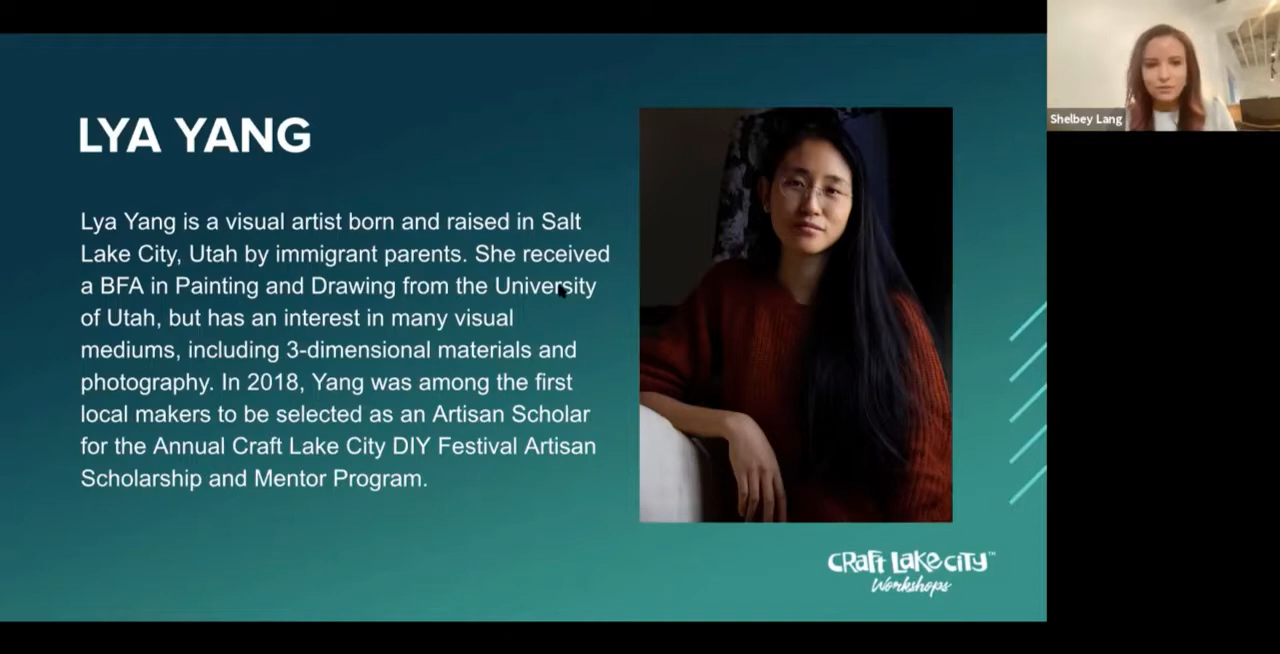 LYA YANG
Lya Yang is a visual artist born and raised in Salt
Lake City, Utah by immigrant parents. She received
a BFA in Painting and Drawing from the University
of Utah, but has an interest in many visual
mediums, including 3-dimensional materials and
photography. In 2018, Yang was among the first
local makers to be selected as an Artisan Scholar
for the Annual Craft Lake City DIY Festival Artisan
Scholarship and Mentor Program.
CRAFT LAKE CITY™
Workshops
Shelbey Lang